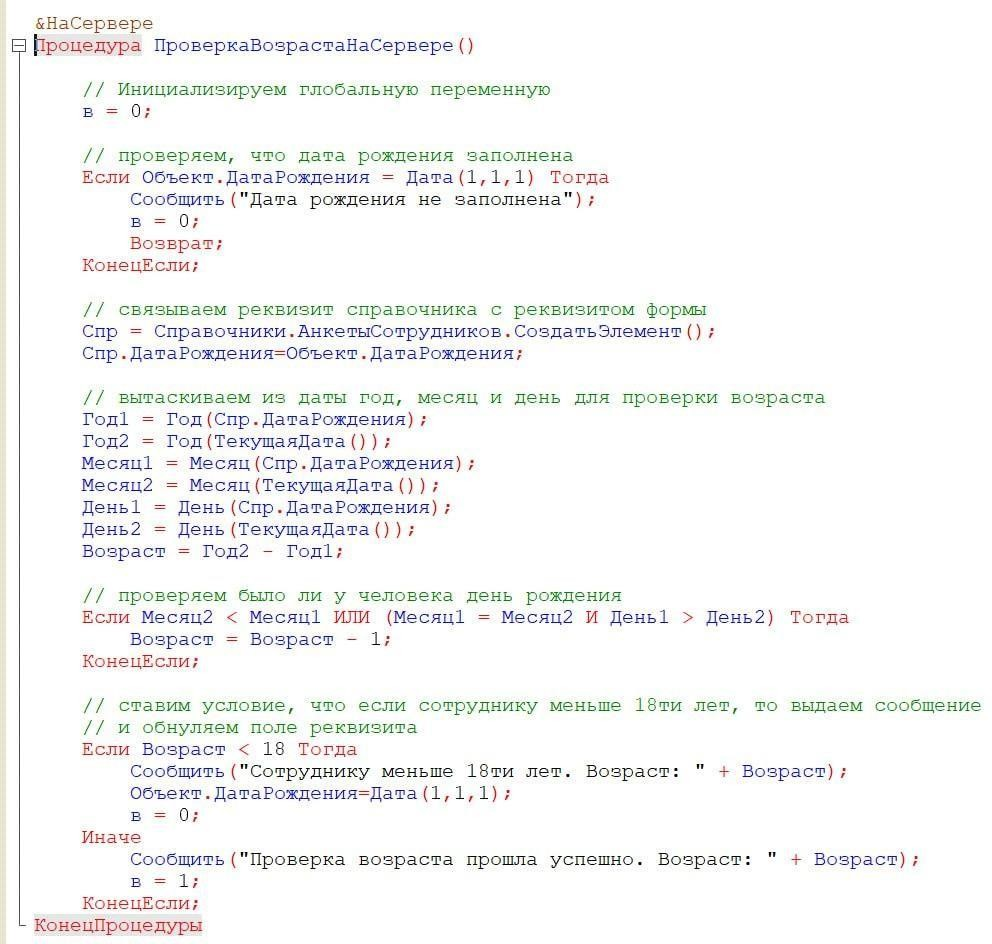 &НаСервере
Процедура ПроверкаВозрастаНаСервере()
// Инициализируем глобальную переменную
в = 0;
// проверяем, что дата рождения заполнена
Если Объект.ДатаРождения = Дата(1,1,1) Тогда
Сообщить("Дата рождения не заполнена");
в = 0;
Возврат;
КонецЕсли;
// связываем реквизит справочника с реквизитом формы
Спр = Справочники.АнкетыСотрудников.СоздатьЭлемент();
Спр.ДатаРождения=Объект.ДатаРождения;
// вытаскиваем из даты год, месяц и день для проверки возраста
Год1 = Год(Спр.ДатаРождения);
Год2 = Год(ТекущаяДата());
Месяц1 = Месяц(Спр.ДатаРождения);
Месяц2 = Месяц(ТекущаяДата());
День1 = День(Спр.ДатаРождения);
День2 = День(ТекущаяДата());
Возраст = Год2 - Год1;
// проверяем было ли у человека день рождения
Если Месяц2 < Месяц1 ИЛИ (Месяц1 = Месяц2 И День1 > День2) Тогда
Возраст = Возраст - 1;
КонецЕсли;
// ставим условие, что если сотруднику меньше 18ти лет, то выдаем сообщение
// и обнуляем поле реквизита
Если Возраст < 18 Тогда
Сообщить("Сотруднику меньше 18ти лет. Возраст: " + Возраст);
Объект.ДатаРождения=Дата(1,1,1);
в = 0;
Иначе
Сообщить("Проверка возраста прошла успешно. Возраст: " + Возраст);
в = 1;
КонецЕсли;
КонецПроцедуры